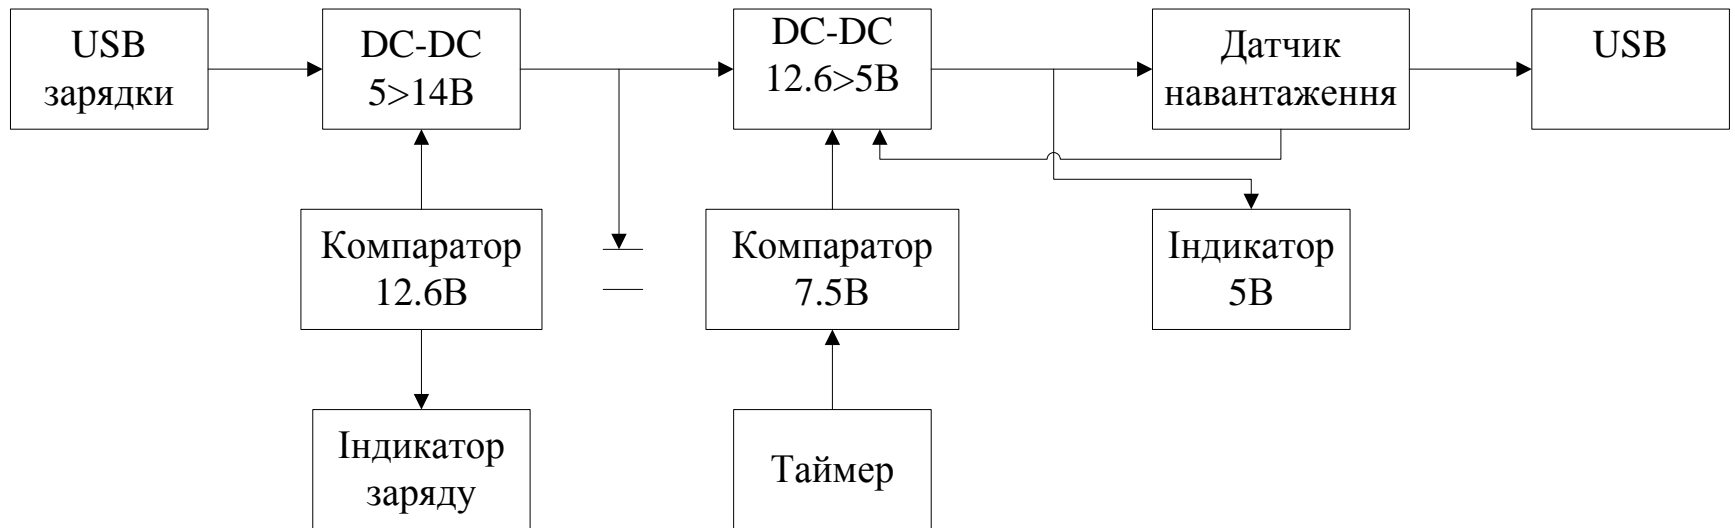 USB
зарядки
DC-DC
5>14В
DC-DC
12.6>5В
Датчик
навантаження
USB
Компаратор
12.6В
Компаратор
7.5В
Індикатор
5В
Індикатор
заряду
Таймер